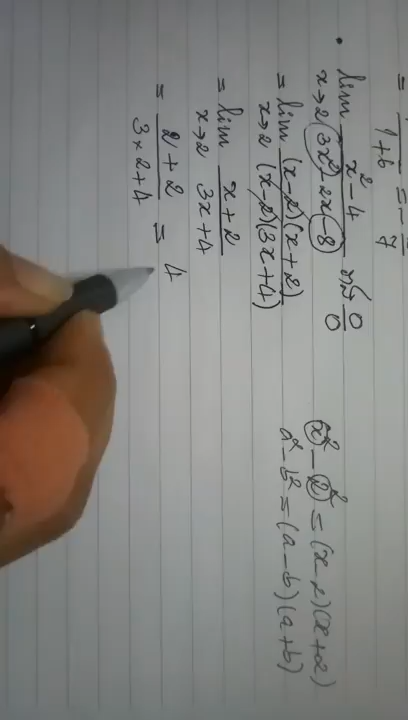 = / 1+6 = - / 7
• lim x→2 x² - 4 / 3x² - 2x - 8 0/0
= lim x→2 (x-2)(x+2) / (x-2)(3x+4)
= lim x→2 x+2 / 3x+4
= 2+2 / 3×2+4 = 4
x² - 2² = (x-2)(x+2)
a² - b² = (a-b)(a+b)